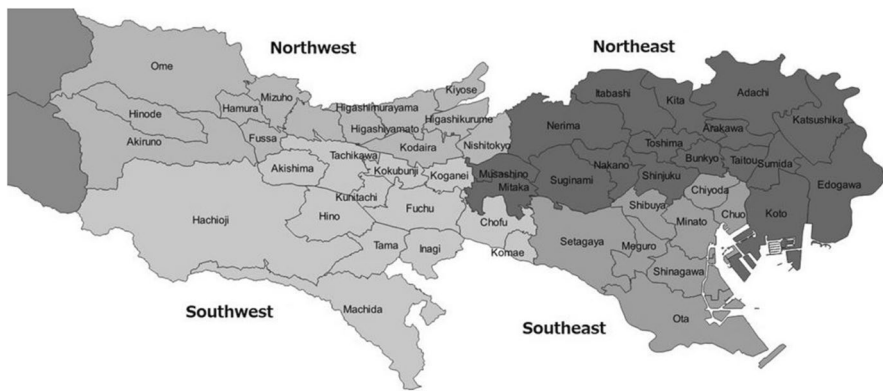 Northwest
Northeast
Ome
Kiyose
Itabashi
Kita
Adachi
Mizuho
Hamura
Higashimurayama
Hinode
Higashikurume
Katsushika
Nerima
Arakawa
Higashiyamato
Fussa
Akiruno
Kodaira
Nishitokyo
Toshima
Tachikawa
Bunkyo
Taitou
Sumida
Akishima
Kokubunji
Koganei
Musashino
Nakano
Shinjuku
Suginami
Mitaka
Edogawa
Chiyoda
Kunitachi
Shibuya
Fuchu
Koto
Hachioji
Hino
Chofu
Minato
Chuo
Setagaya
Tama
Inagi
Meguro
Komae
Shinagawa
Machida
Southwest
Southeast
Ota